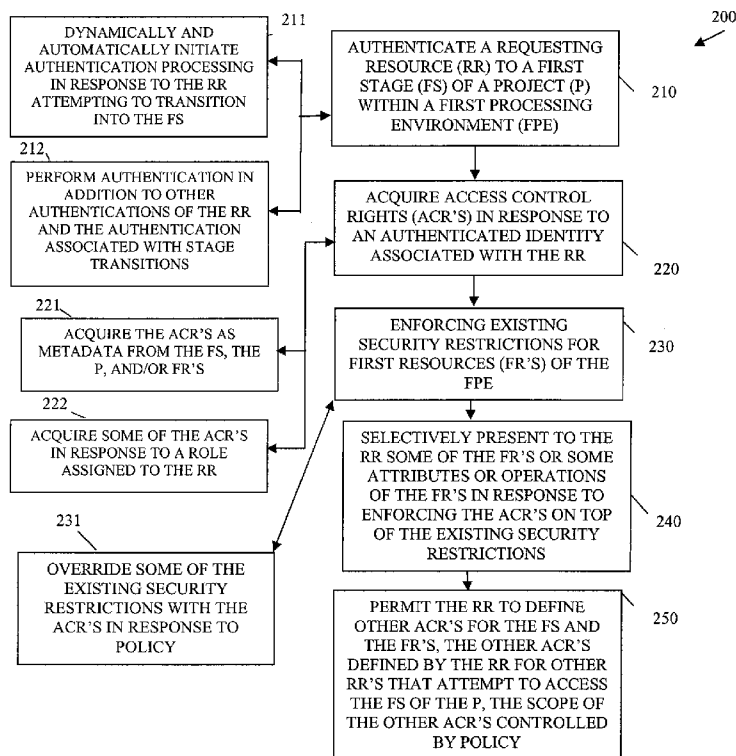 200
211
DYNAMICALLY AND
AUTOMATICALLY INITIATE
AUTHENTICATION PROCESSING
IN RESPONSE TO THE RR
ATTEMPTING TO TRANSITION
INTO THE FS
AUTHENTICATE A REQUESTING
RESOURCE (RR) TO A FIRST
STAGE (FS) OF A PROJECT (P)
WITHIN A FIRST PROCESSING
ENVIRONMENT (FPE)
210
212
PERFORM AUTHENTICATION IN
ADDITION TO OTHER
AUTHENTICATIONS OF THE RR
AND THE AUTHENTICATION
ASSOCIATED WITH STAGE
TRANSITIONS
ACQUIRE ACCESS CONTROL
RIGHTS (ACR'S) IN RESPONSE TO
AN AUTHENTICATED IDENTITY
ASSOCIATED WITH THE RR
220
221
ACQUIRE THE ACR'S AS
METADATA FROM THE FS, THE
P, AND/OR FR'S
ENFORCING EXISTING
SECURITY RESTRICTIONS FOR
FIRST RESOURCES (FR'S) OF THE
FPE
230
222
ACQUIRE SOME OF THE ACR'S
IN RESPONSE TO A ROLE
ASSIGNED TO THE RR
SELECTIVELY PRESENT TO THE
RR SOME OF THE FR'S OR SOME
ATTRIBUTES OR OPERATIONS
OF THE FR'S IN RESPONSE TO
ENFORCING THE ACR'S ON TOP
OF THE EXISTING SECURITY
RESTRICTIONS
240
231
OVERRIDE SOME OF THE
EXISTING SECURITY
RESTRICTIONS WITH THE
ACR'S IN RESPONSE TO
POLICY
250
PERMIT THE RR TO DEFINE
OTHER ACR'S FOR THE FS AND
THE FR'S, THE OTHER ACR'S
DEFINED BY THE RR FOR OTHER
RR'S THAT ATTEMPT TO ACCESS
THE FS OF THE P, THE SCOPE OF
THE OTHER ACR'S CONTROLLED
BY POLICY